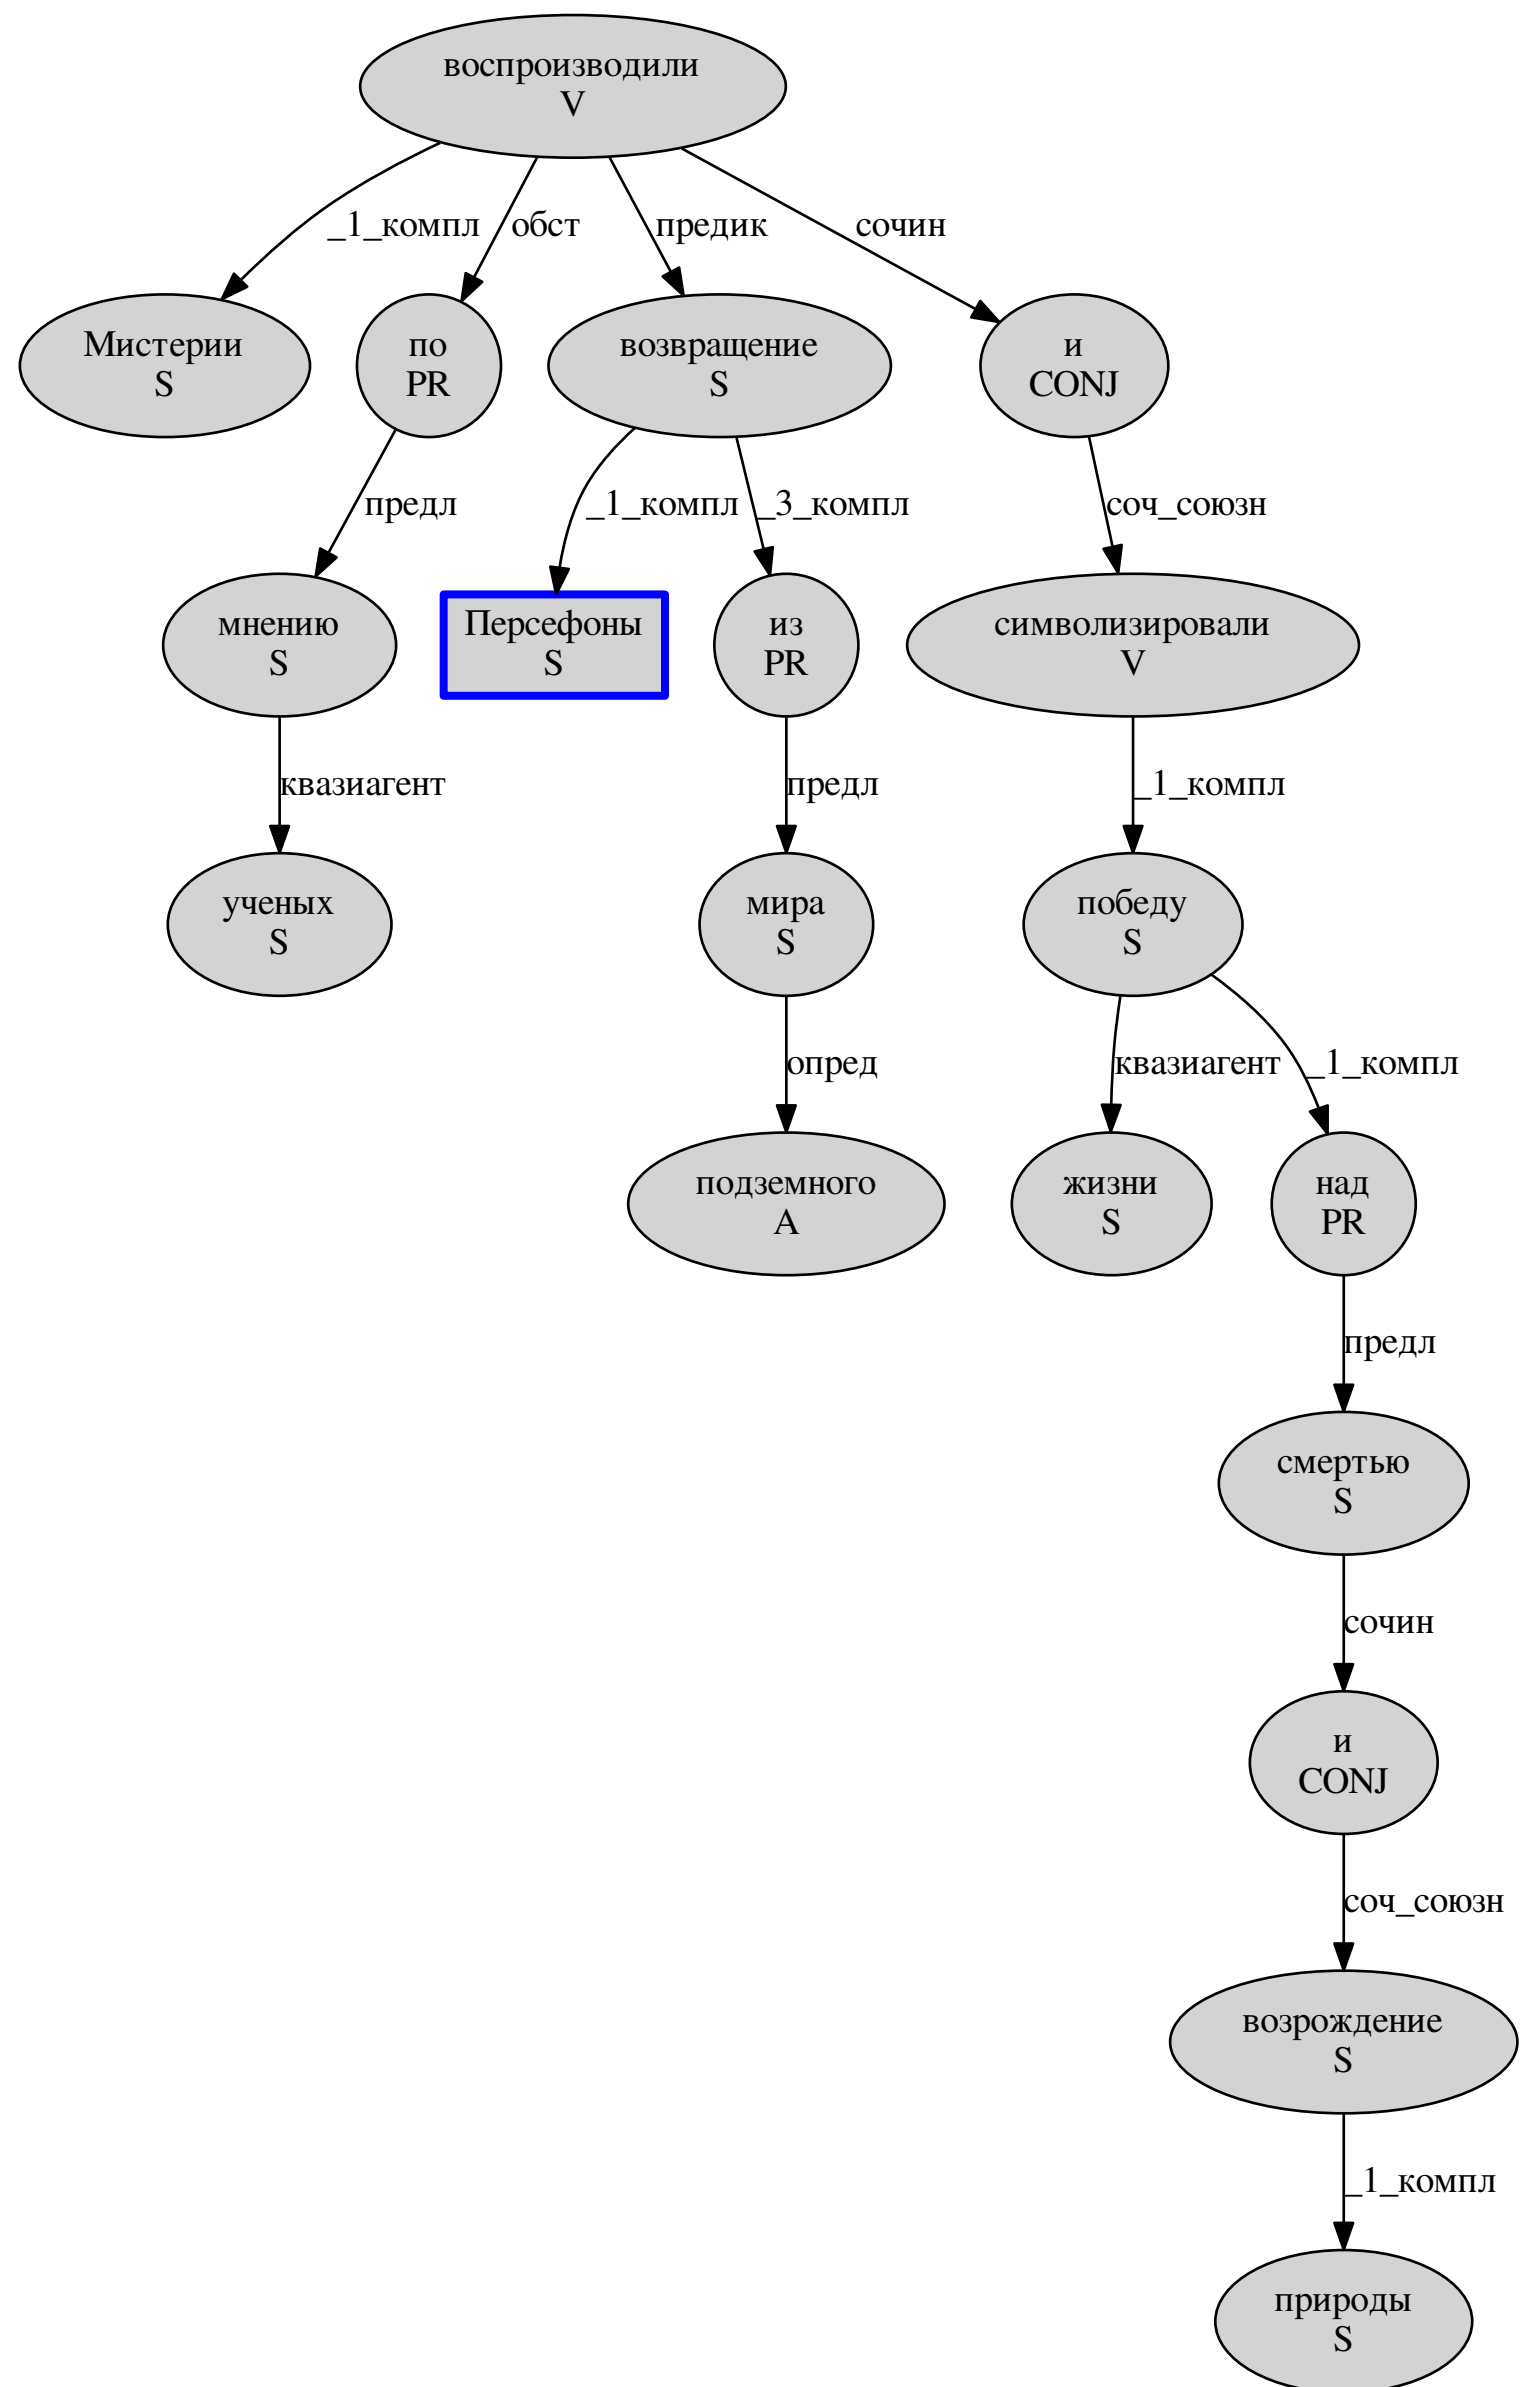 воспроизводили
V
_1_компл
обст
предик
сочин
Мистерии
S
по
PR
возвращение
S
и
CONJ
предл
_1_компл
_3_компл
соч_союзн
мнению
S
Персефоны
S
из
PR
символизировали
V
квазиагент
предл
_1_компл
ученых
S
мира
S
победу
S
опред
квазиагент
_1_компл
подземного
A
жизни
S
над
PR
предл
смертью
S
сочин
и
CONJ
соч_союзн
возрождение
S
_1_компл
природы
S